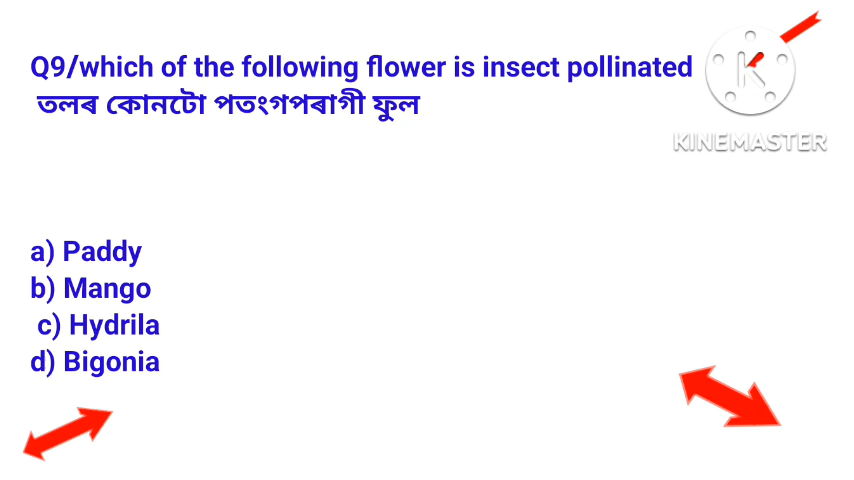 Q9/which of the following flower is insect pollinated
তলৰ কোনটো পতংগপৰাগী ফুল
KINEMASTER
a) Paddy
b) Mango
c) Hydrila
d) Bigonia